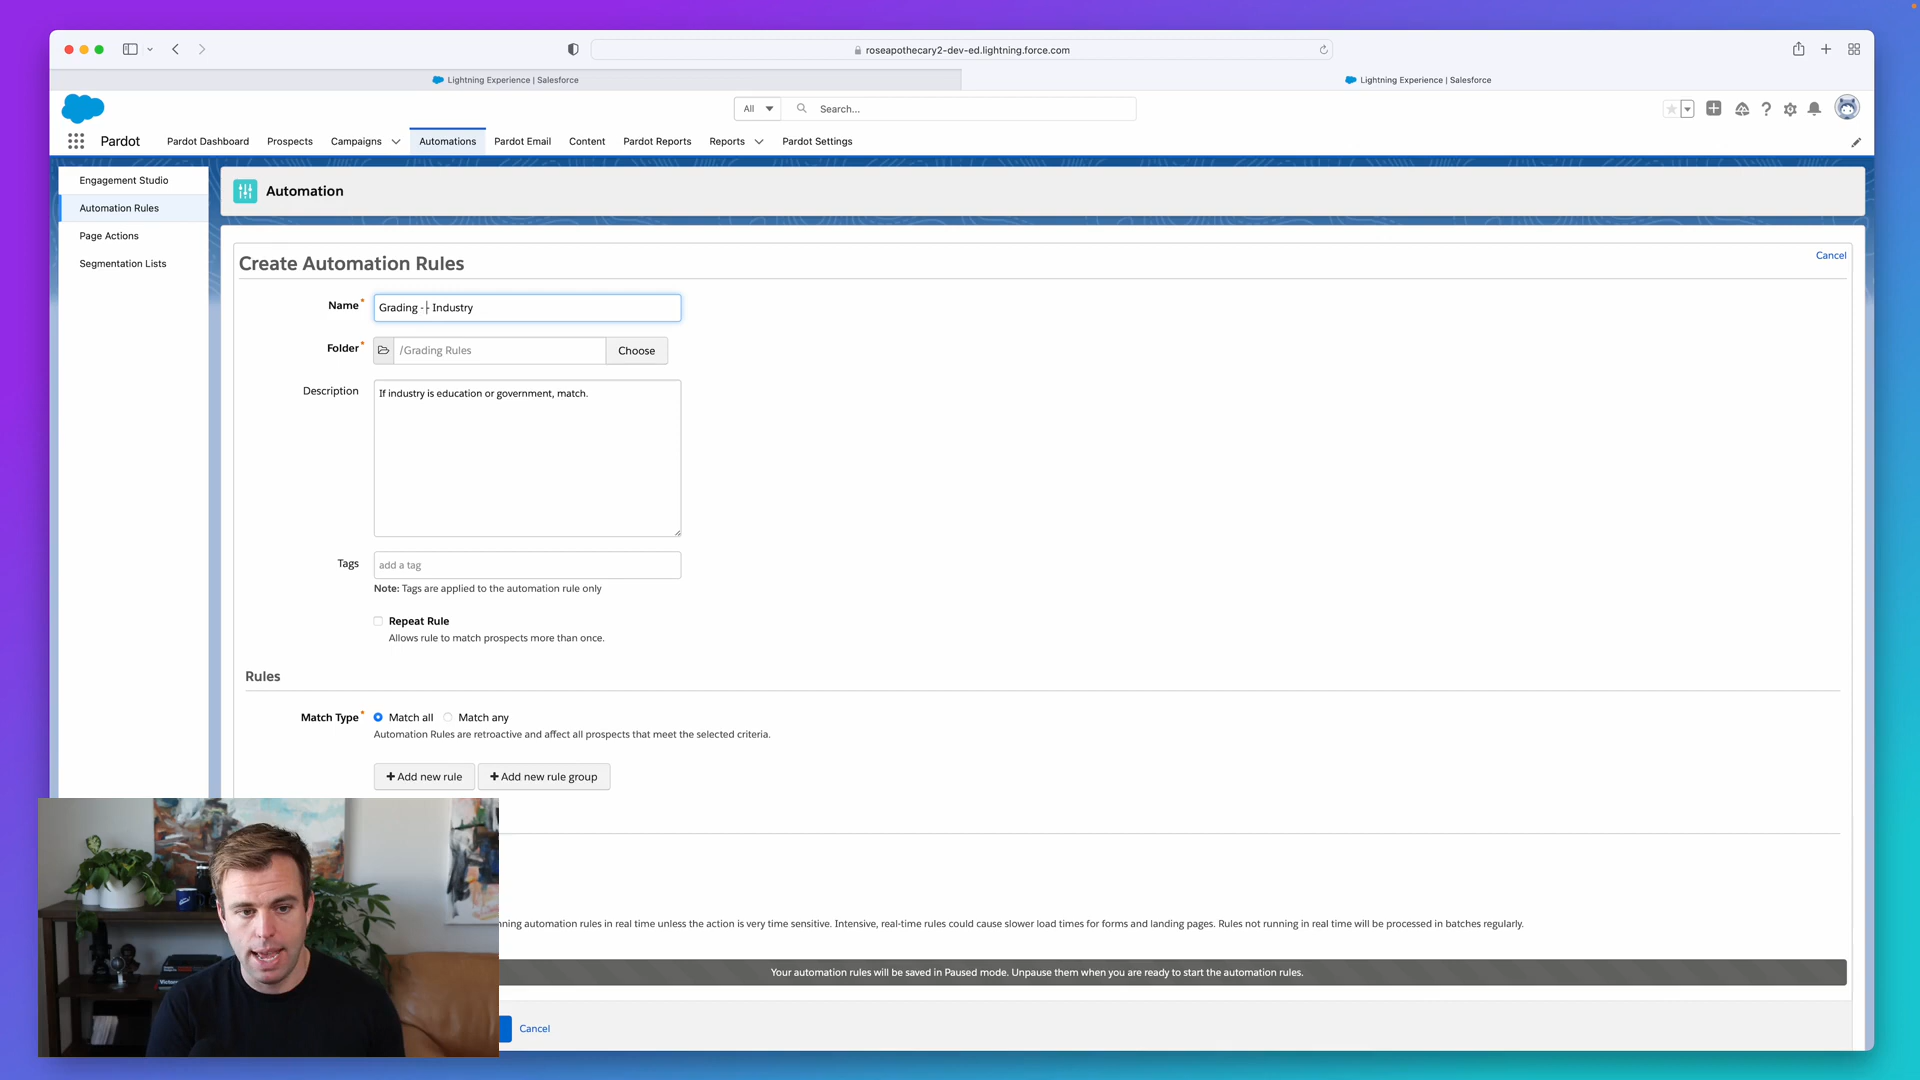 roseapothecary2-dev-ed.lightning.force.com
Lightning Experience | Salesforce
Lightning Experience | Salesforce
All
Search...
Pardot
Pardot Dashboard
Prospects
Campaigns
Automations
Pardot Email
Content
Pardot Reports
Reports
Pardot Settings
Engagement Studio
Automation Rules
Page Actions
Segmentation Lists
Automation
Create Automation Rules
Cancel
Name*
Grading - Industry
Folder*
/Grading Rules
Choose
Description
If industry is education or government, match.
Tags
add a tag
Note: Tags are applied to the automation rule only
Repeat Rule
Allows rule to match prospects more than once.
Rules
Match Type*
Match all
Match any
Automation Rules are retroactive and affect all prospects that meet the selected criteria.
+ Add new rule
+ Add new rule group
automation rules in real time unless the action is very time sensitive. Intensive, real-time rules could cause slower load times for forms and landing pages. Rules not running in real time will be processed in batches regularly.
Your automation rules will be saved in Paused mode. Unpause them when you are ready to start the automation rules.
Cancel